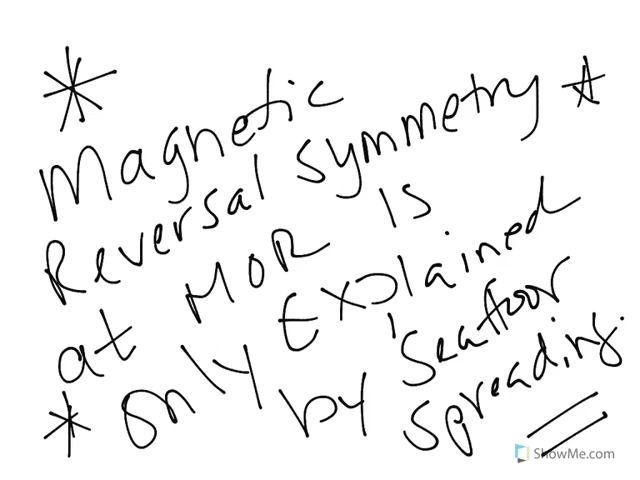 Magnetic
Reversal symmetry
at MOR is
only Explained
by Seafloor
Spreading.
ShowMe.com